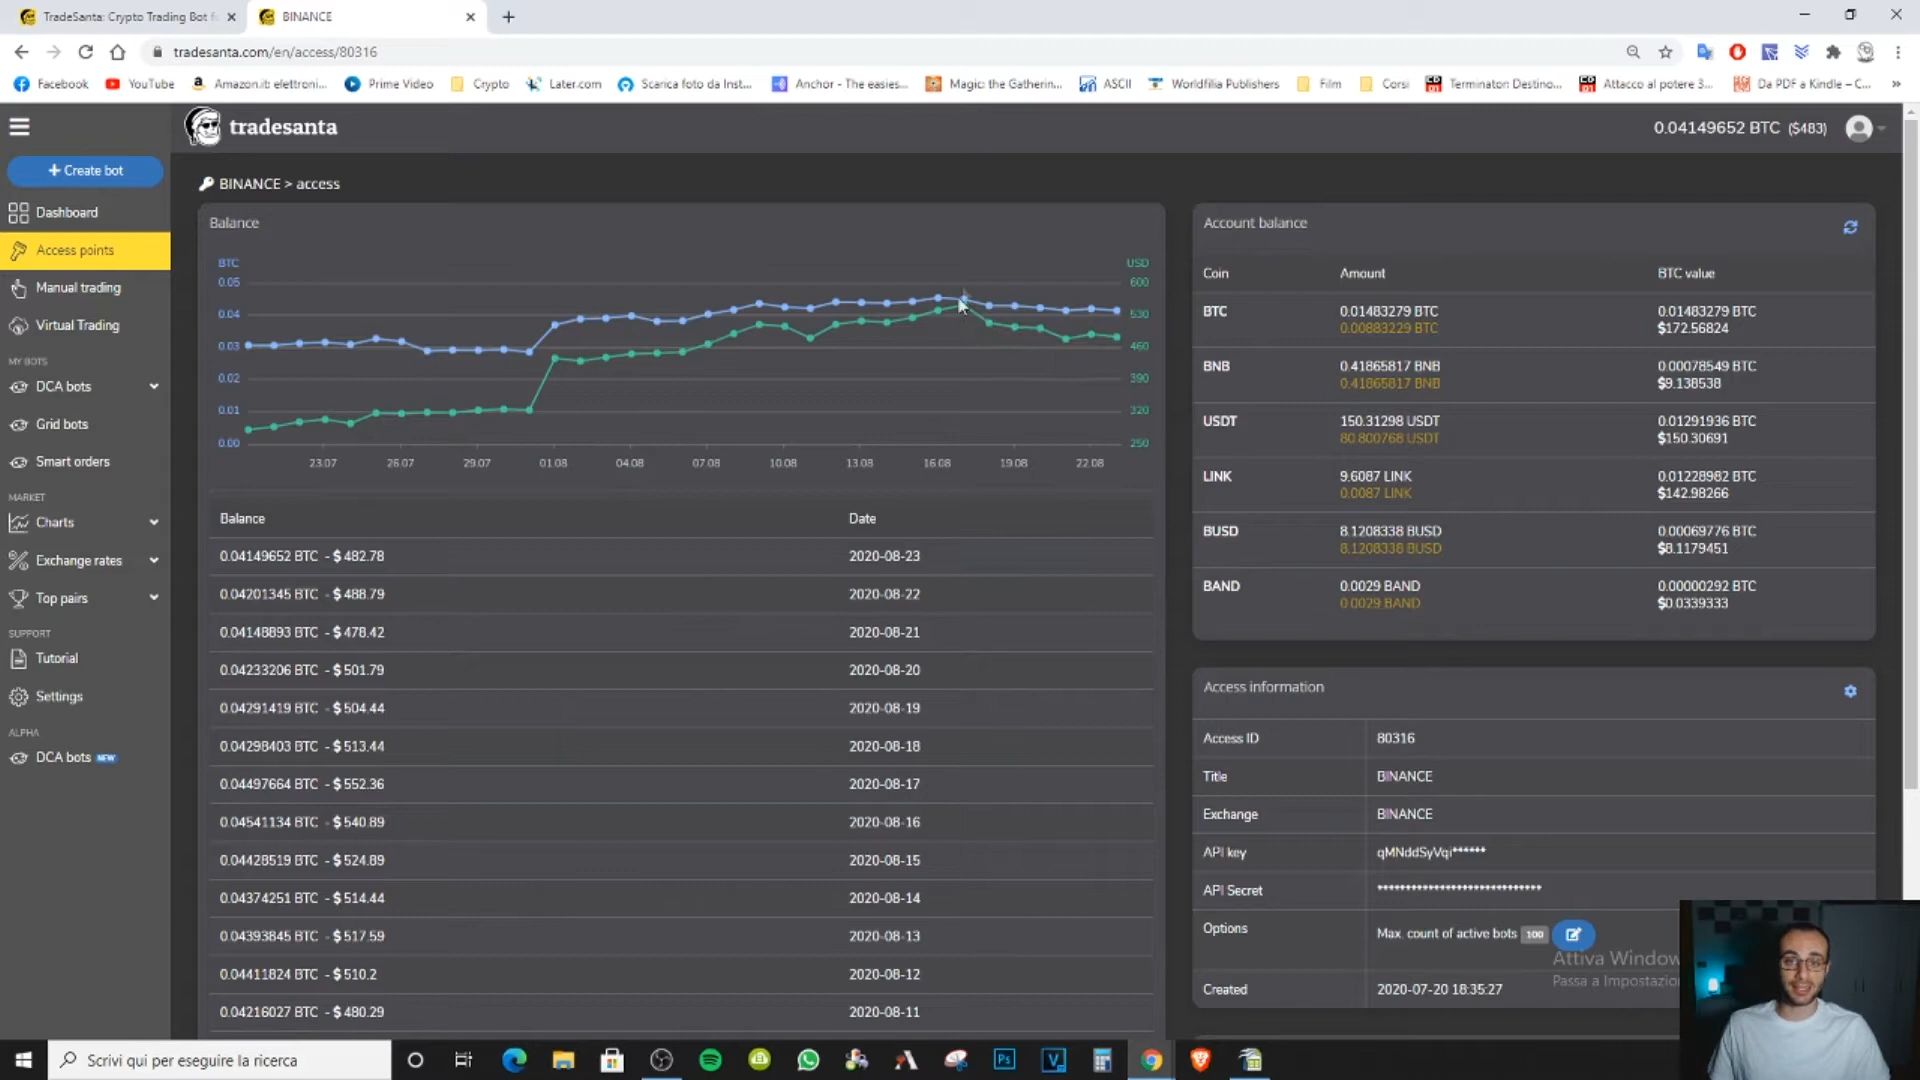 TradeSanta: Crypto Trading Bot f
BINANCE
tradesanta.com/en/access/80316
Facebook
YouTube
Amazon.it: elettroni...
Prime Video
Crypto
Later.com
Scarica foto da Inst...
Anchor - The easies...
Magic: the Gatherin...
ASCII
Worldfilia Publishers
Film
Corsi
Terminator: Destino...
Attacco al potere 3...
Da PDF a Kindle – C...
tradesanta
0.04149652 BTC ($483)
+ Create bot
Dashboard
Access points
Manual trading
Virtual Trading
MY BOTS
DCA bots
Grid bots
Smart orders
MARKET
Charts
Exchange rates
Top pairs
SUPPORT
Tutorial
Settings
ALPHA
DCA bots NEW
BINANCE > access
Balance
BTC
0.05
0.04
0.03
0.02
0.01
0.00
USD
600
530
460
390
320
250
23.07 26.07 29.07 01.08 04.08 07.08 10.08 13.08 16.08 19.08 22.08
Balance Date
0.04149652 BTC - $ 482.78 2020-08-23
0.04201345 BTC - $ 488.79 2020-08-22
0.04148893 BTC - $ 478.42 2020-08-21
0.04233206 BTC - $ 501.79 2020-08-20
0.04291419 BTC - $ 504.44 2020-08-19
0.04298403 BTC - $ 513.44 2020-08-18
0.04497664 BTC - $ 552.36 2020-08-17
0.04541134 BTC - $ 540.89 2020-08-16
0.04428519 BTC - $ 524.89 2020-08-15
0.04374251 BTC - $ 514.44 2020-08-14
0.04393845 BTC - $ 517.59 2020-08-13
0.04411824 BTC - $ 510.2 2020-08-12
0.04216027 BTC - $ 480.29 2020-08-11
Account balance
Coin Amount BTC value
BTC 0.01483279 BTC 0.01483279 BTC
0.00883229 BTC $172.56824
BNB 0.41865817 BNB 0.00078549 BTC
0.41865817 BNB $9.138538
USDT 150.31298 USDT 0.01291936 BTC
80.800768 USDT $150.30691
LINK 9.6087 LINK 0.01228982 BTC
0.0087 LINK $142.98266
BUSD 8.1208338 BUSD 0.00069776 BTC
8.1208338 BUSD $8.1179451
BAND 0.0029 BAND 0.00000292 BTC
0.0029 BAND $0.0339333
Access information
Access ID 80316
Title BINANCE
Exchange BINANCE
API key qMNddSyVqi******
API Secret *****************************
Options Max. count of active bots 100
Created 2020-07-20 18:35:27
Attiva Window
Passa a Impostazio
Scrivi qui per eseguire la ricerca
Ps
V